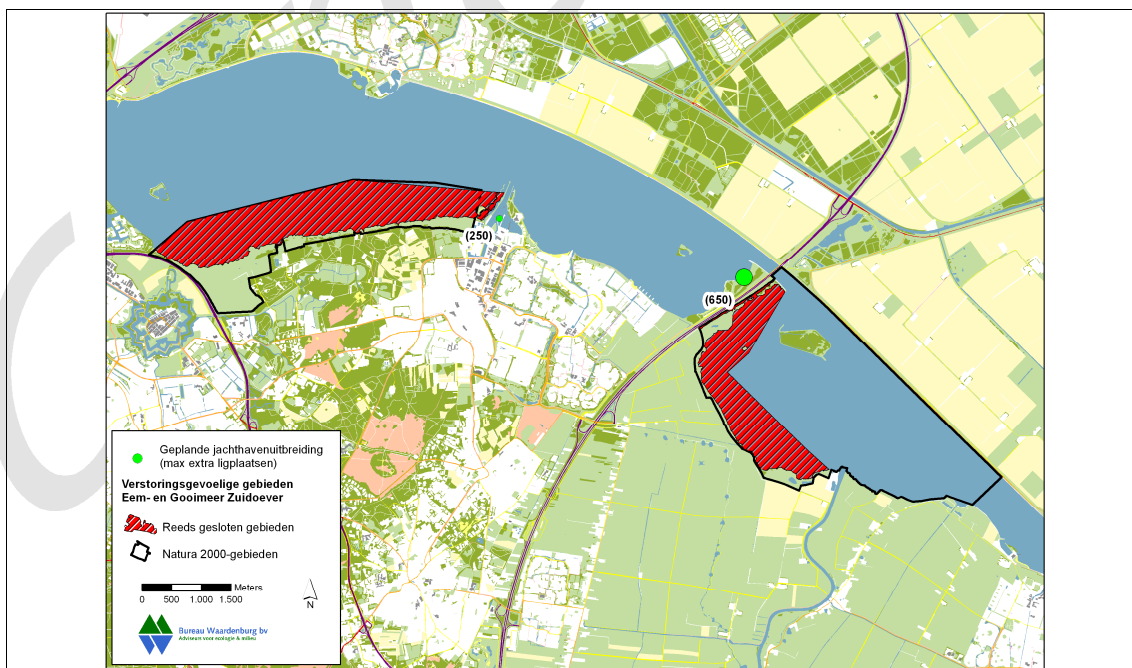 (250)
(650)
Geplande jachthavenuitbreiding
(max extra ligplaatsen)
Verstoringsgevoelige gebieden
Eem- en Gooimeer Zuidoever
Reeds gesloten gebieden
Natura 2000-gebieden
Meters
0 500 1.000 1.500
N
Bureau Waardenburg bv
Adviseurs voor ecologie & milieu